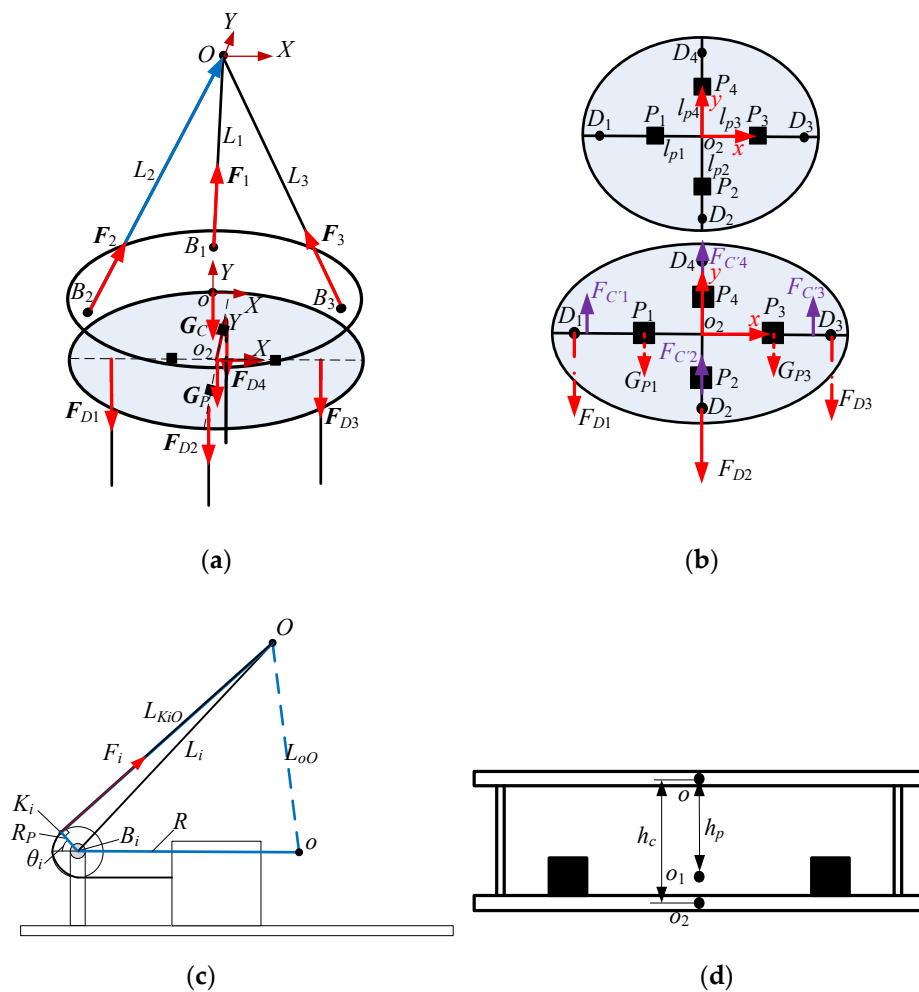 Y
O
X
L1
L2
L3
F1
F2
F3
B1
B2
B3
Y
o
X
GC
Y
o2
X
FD4
GP
FD1
FD2
FD3
(a)
D4
P4
y
lp4
lp3
D1
P1
P3
D3
lp1
o2
x
lp2
P2
D2
FC'4
D4
y
FC'1
P4
FC'3
D1
P1
o2
x
P3
D3
FC'2
GP1
P2
GP3
FD1
D2
FD3
FD2
(b)
O
LKiO
Fi
Li
LoO
Ki
RP
Bi
R
θi
o
(c)
o
hc
hp
o1
o2
(d)